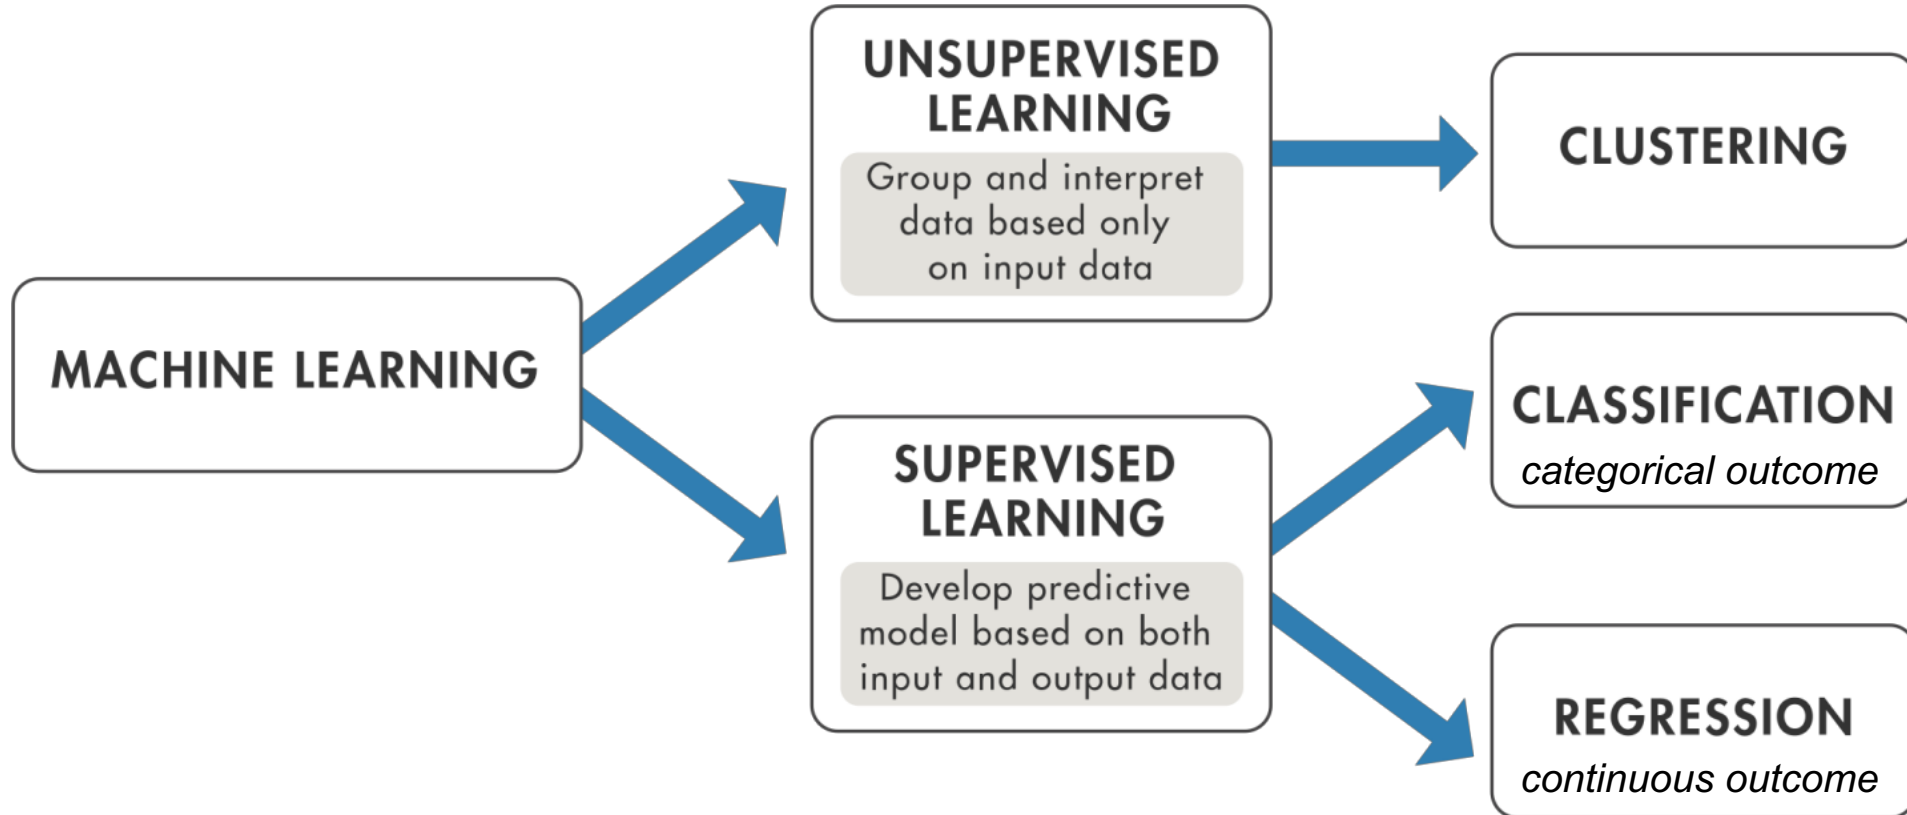 MACHINE LEARNING
UNSUPERVISED
LEARNING
Group and interpret
data based only
on input data
CLUSTERING
SUPERVISED
LEARNING
Develop predictive
model based on both
input and output data
CLASSIFICATION
categorical outcome
REGRESSION
continuous outcome